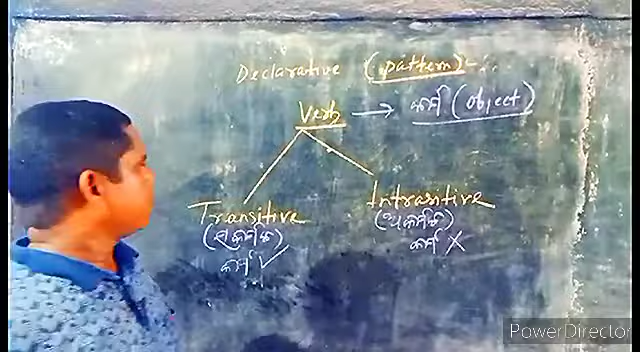 Declarative (pattern)-:
Verb → କର୍ମ (object)
Transitive Intransitive
(ସକର୍ମକ) (ଅକର୍ମକ)
କର୍ମ ✓ କର୍ମ X
PowerDirector